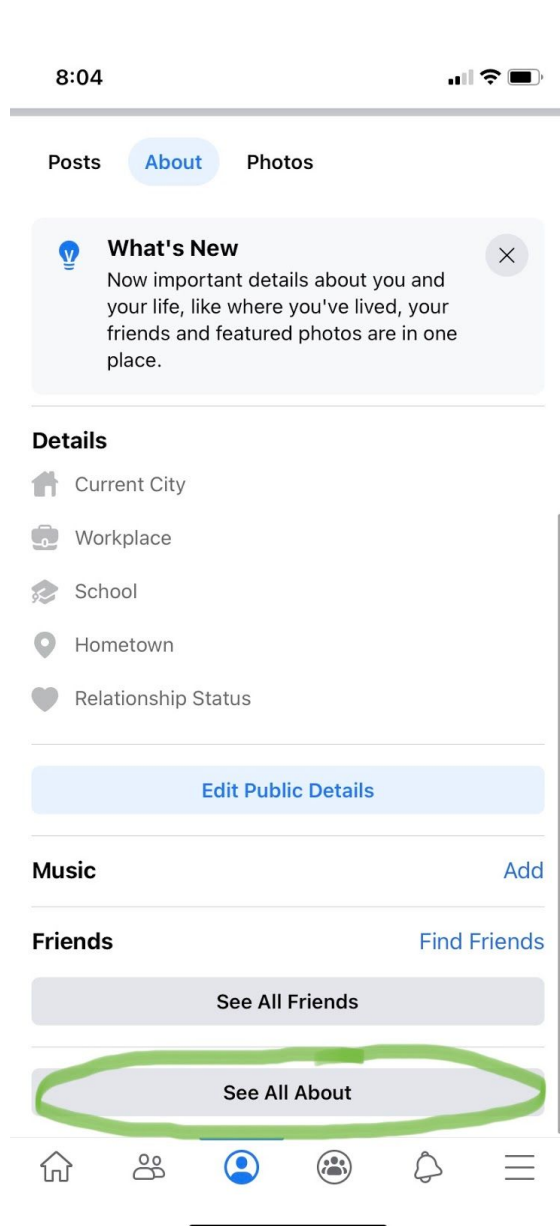 8:04
Posts About Photos
What's New
Now important details about you and
your life, like where you've lived, your
friends and featured photos are in one
place.
Details
Current City
Workplace
School
Hometown
Relationship Status
Edit Public Details
Music Add
Friends Find Friends
See All Friends
See All About